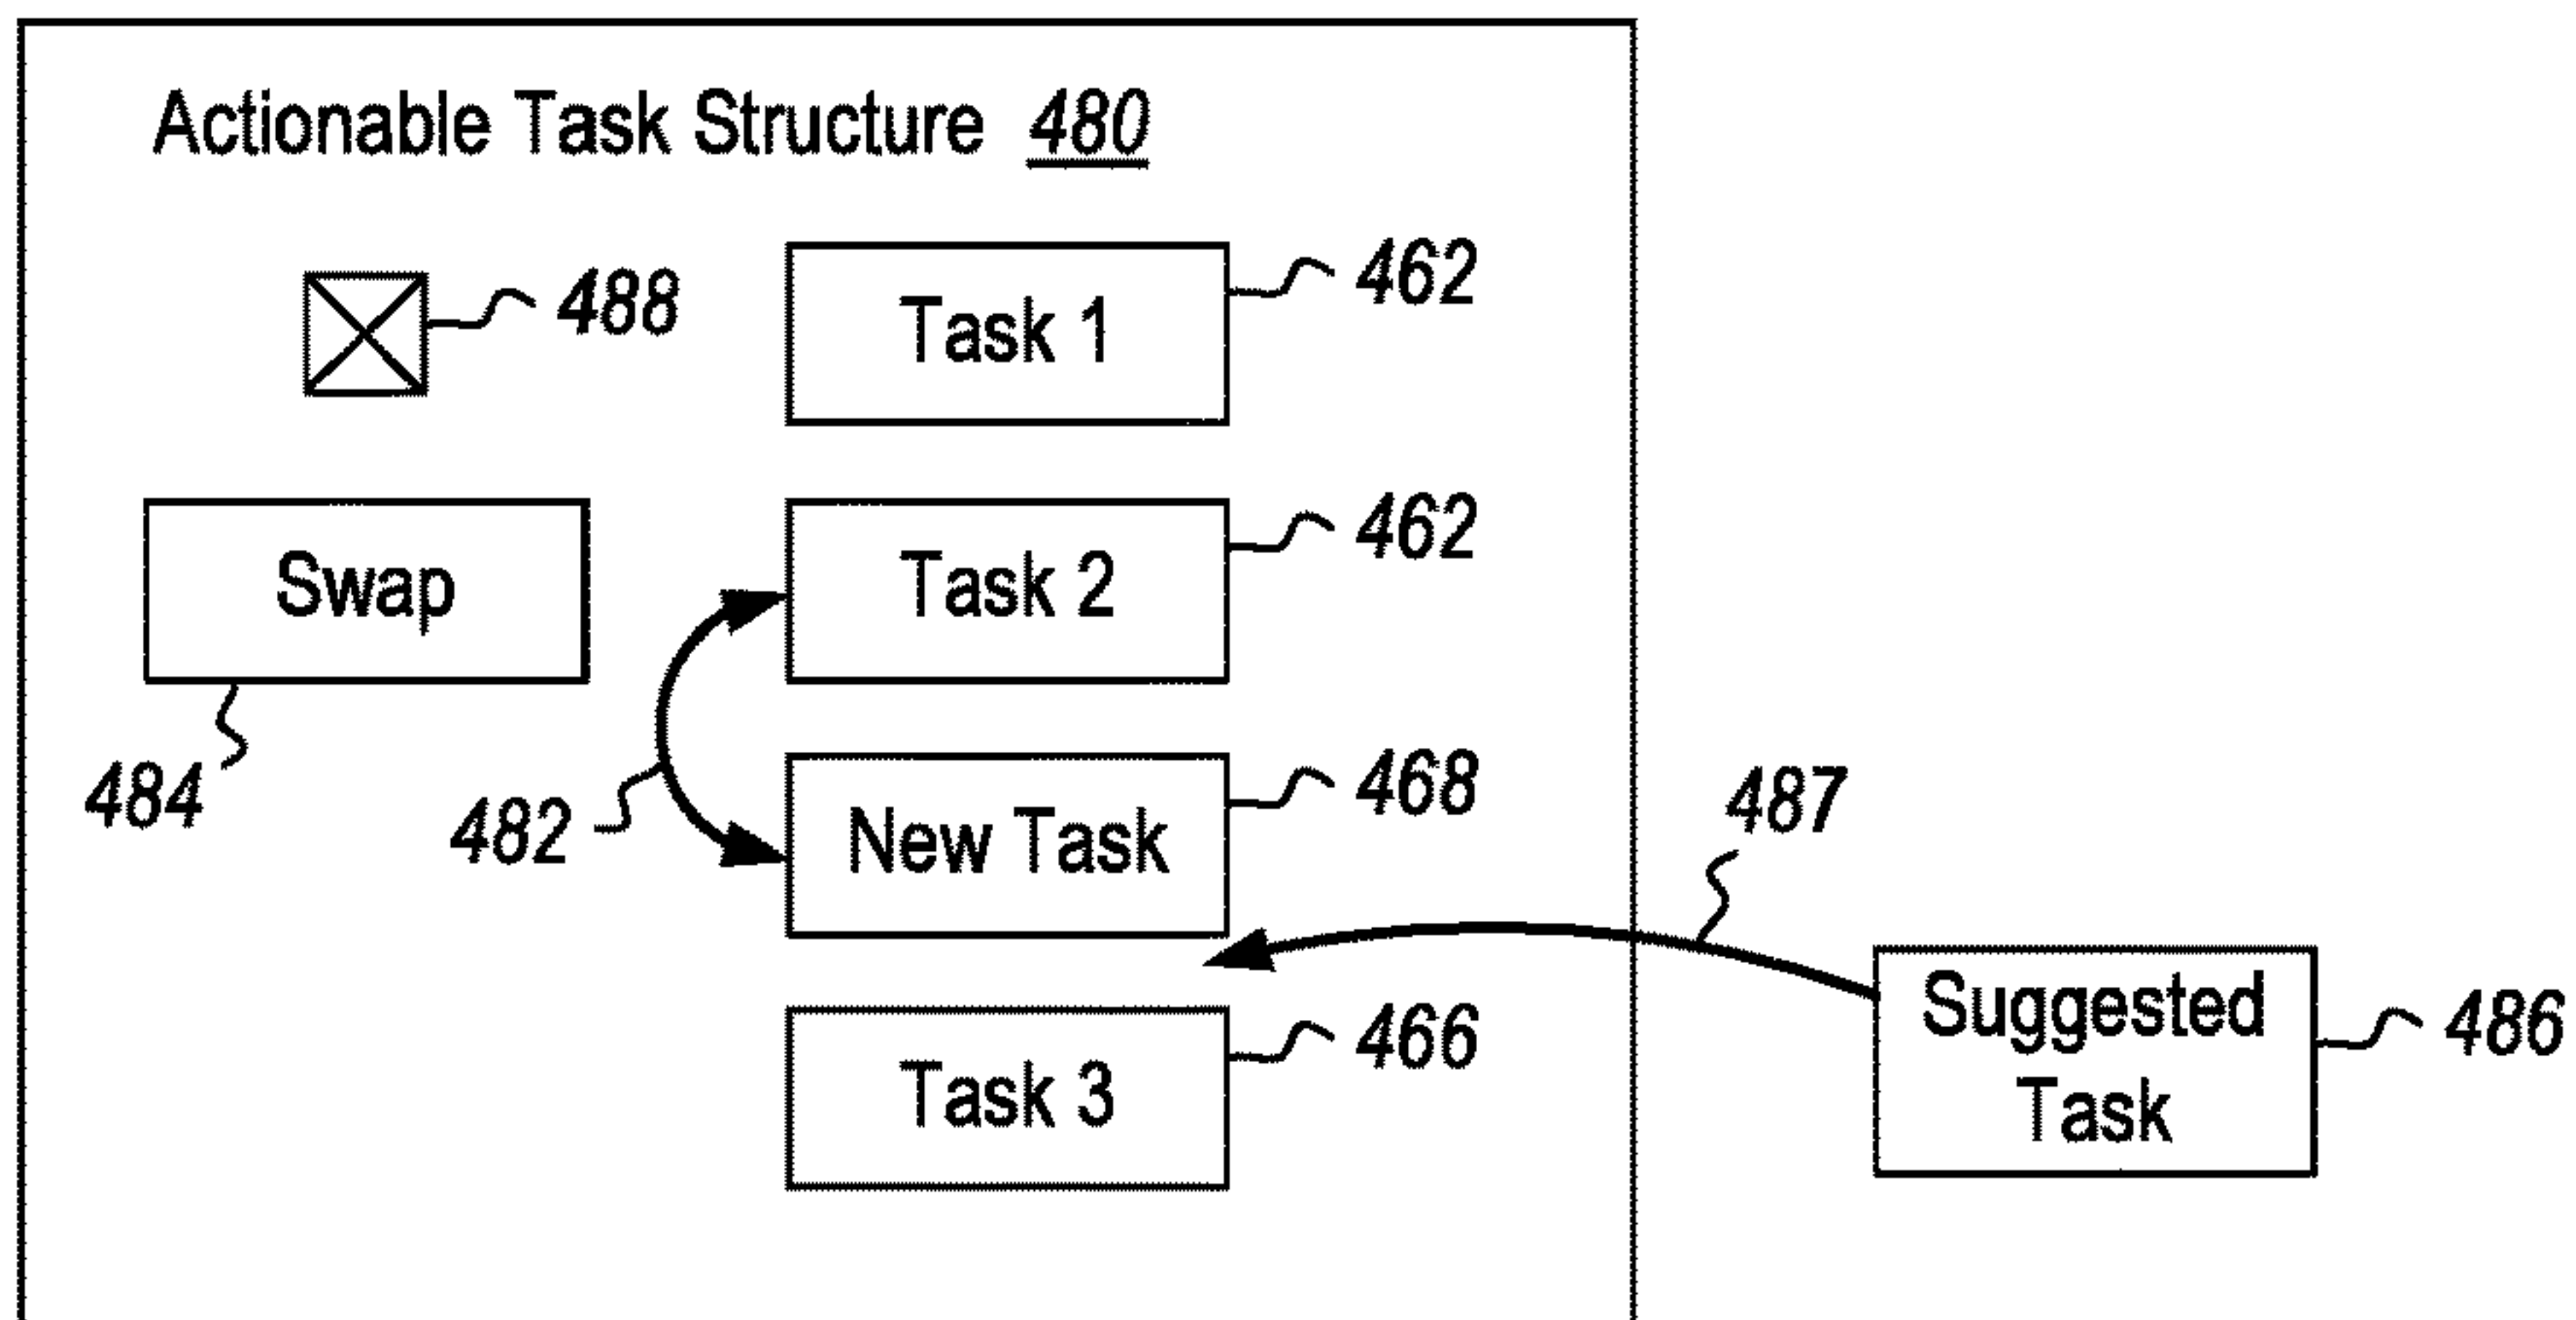 Actionable Task Structure 480
488
Task 1
462
Swap
Task 2
462
484
482
New Task
468
487
Task 3
466
Suggested
Task
486